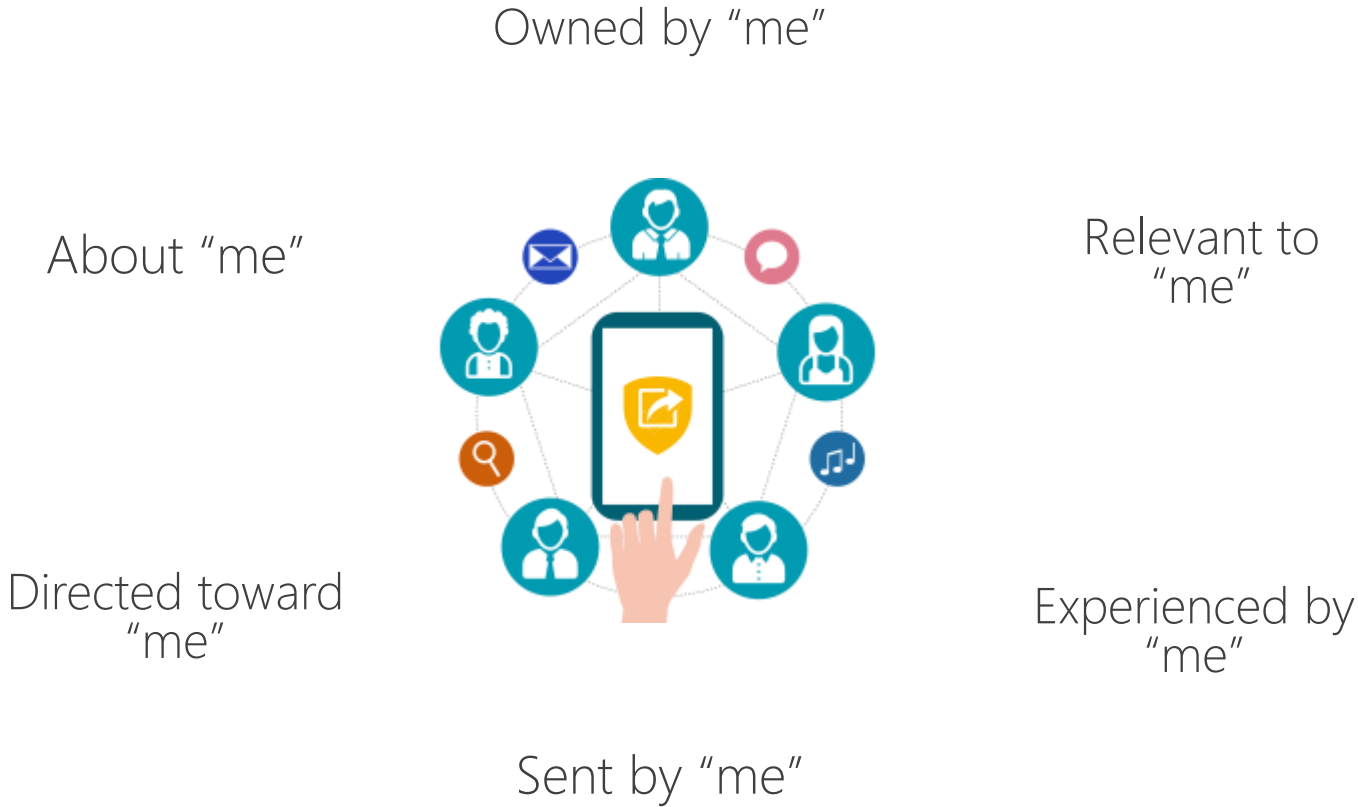 Owned by “me”
About “me”
Relevant to
“me”
Directed toward
“me”
Experienced by
“me”
Sent by “me”